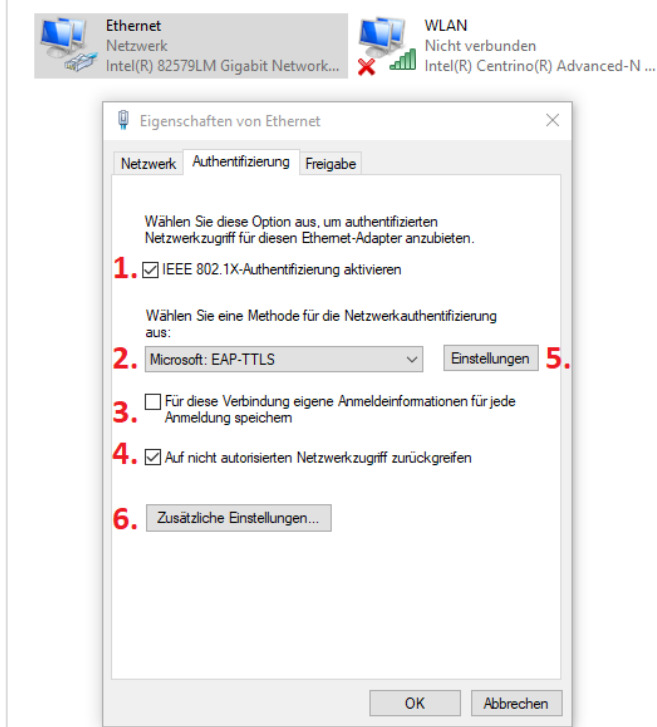 Ethernet
Netzwerk
Intel(R) 82579LM Gigabit Network...
WLAN
Nicht verbunden
Intel(R) Centrino(R) Advanced-N ...
Eigenschaften von Ethernet
Netzwerk Authentifizierung Freigabe
Wählen Sie diese Option aus, um authentifizierten
Netzwerkzugriff für diesen Ethernet-Adapter anzubieten.
1. IEEE 802.1X-Authentifizierung aktivieren
Wählen Sie eine Methode für die Netzwerkauthentifizierung
aus:
2. Microsoft: EAP-TTLS Einstellungen 5.
3. Für diese Verbindung eigene Anmeldeinformationen für jede
Anmeldung speichern
4. Auf nicht autorisierten Netzwerkzugriff zurückgreifen
6. Zusätzliche Einstellungen...
OK Abbrechen